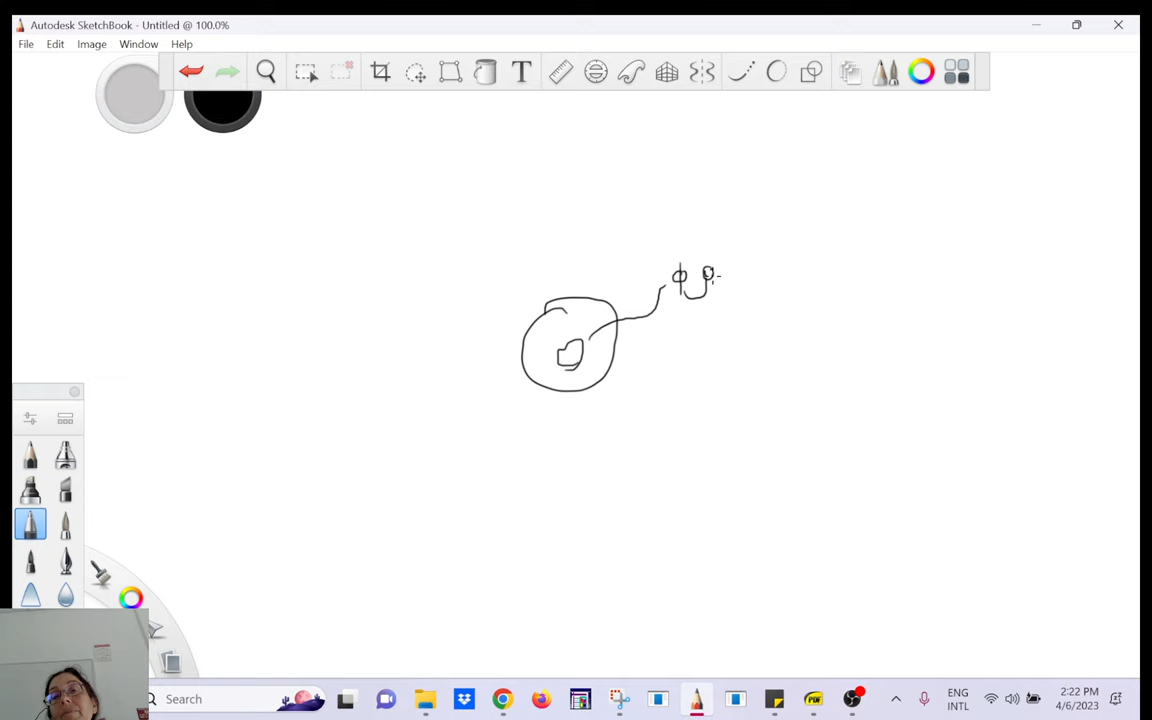 Autodesk SketchBook - Untitled @ 100.0%
File Edit Image Window Help
T
Search
ENG
INTL
2:22 PM
4/6/2023